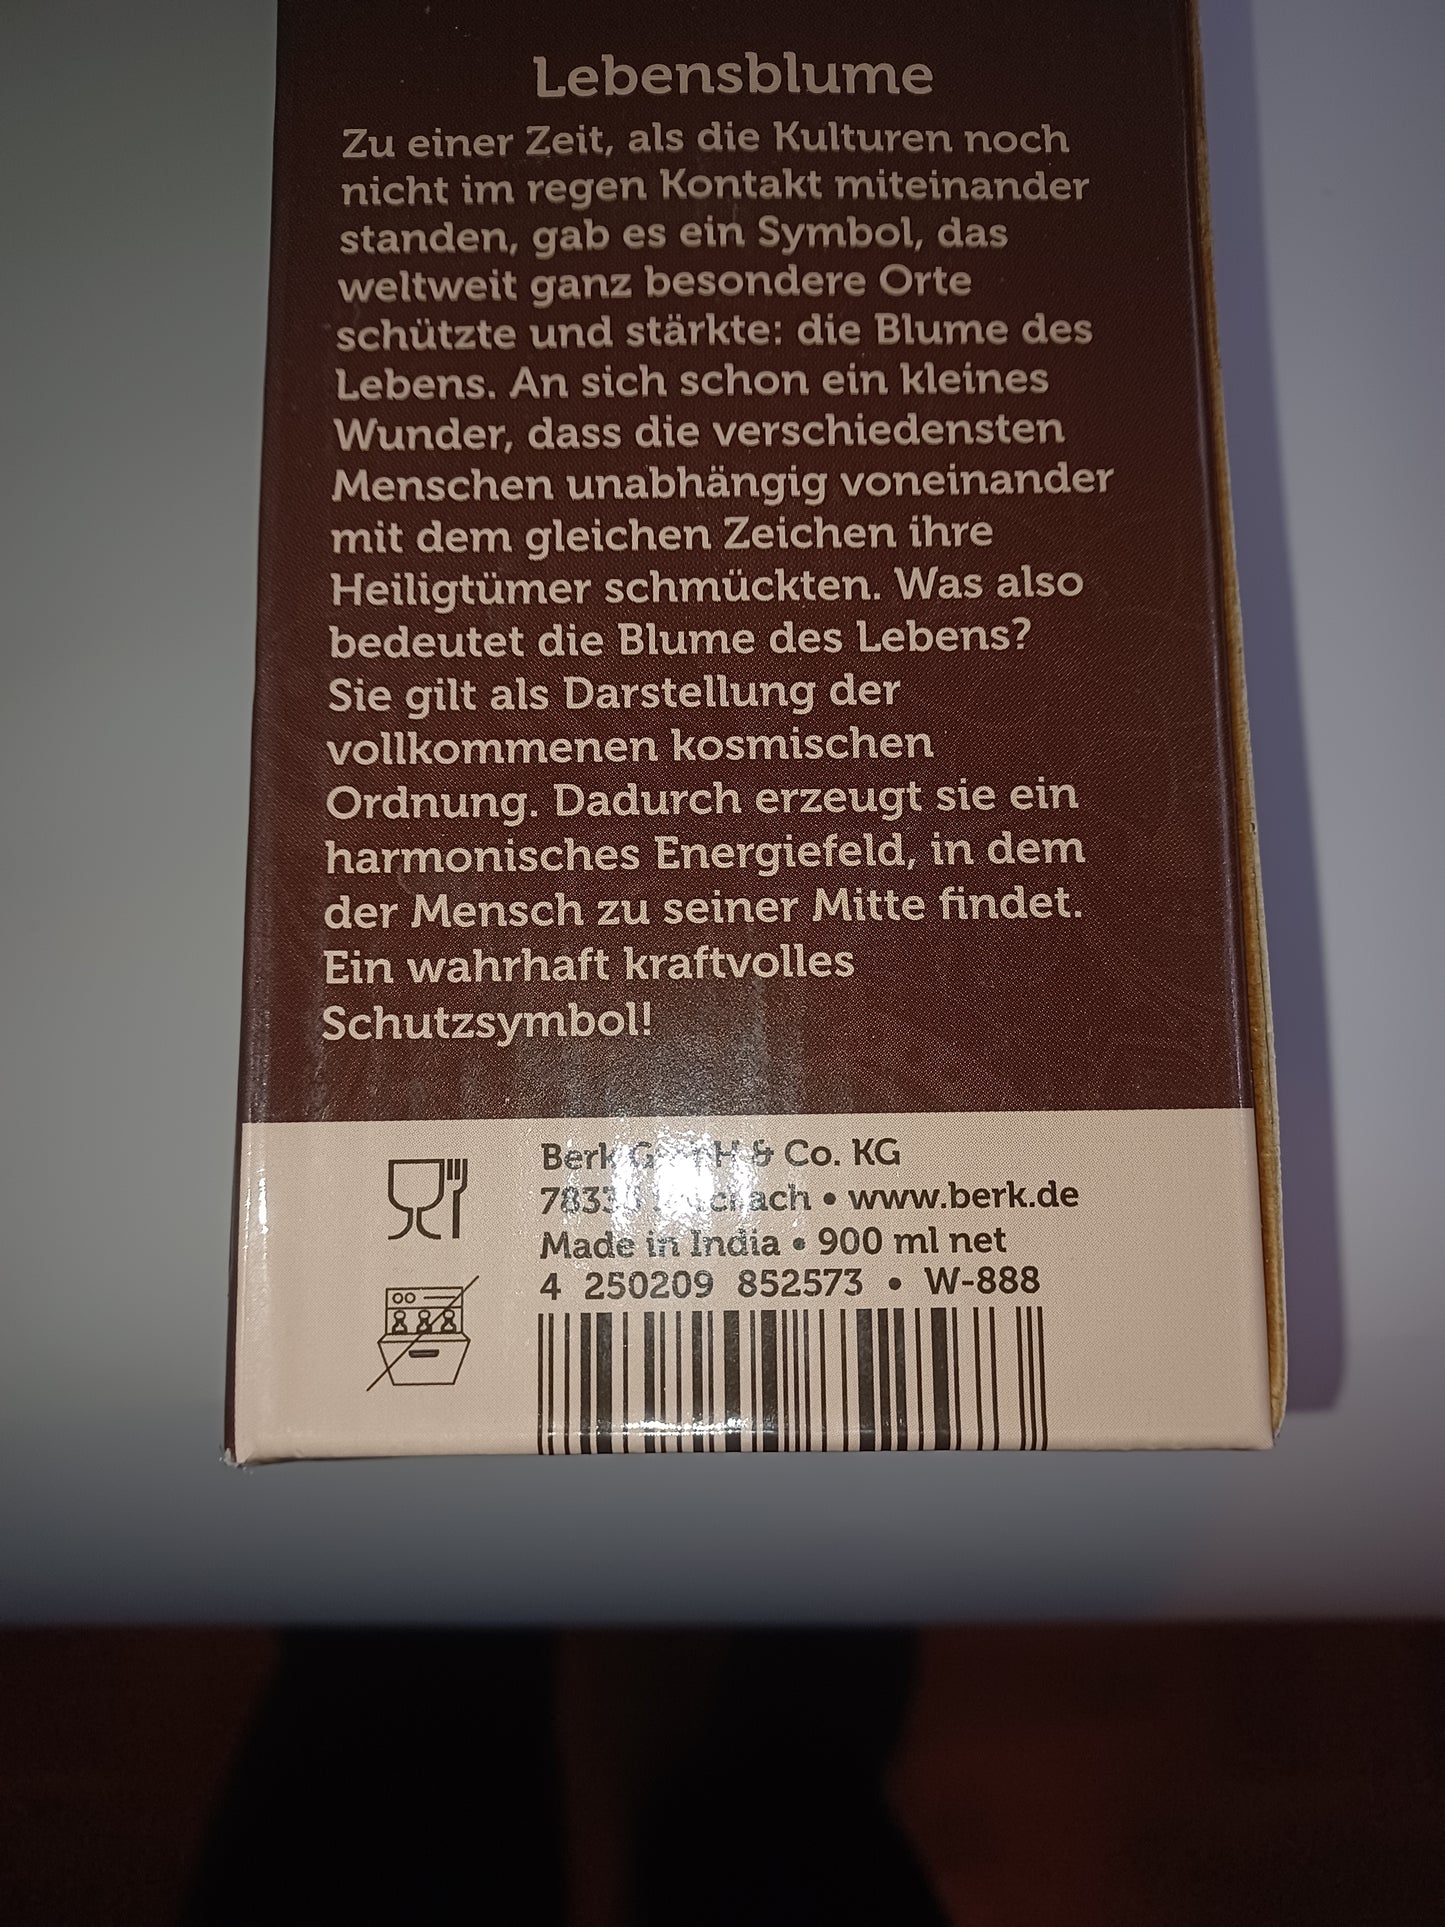 Lebensblume
Zu einer Zeit, als die Kulturen noch
nicht im regen Kontakt miteinander
standen, gab es ein Symbol, das
weltweit ganz besondere Orte
schützte und stärkte: die Blume des
Lebens. An sich schon ein kleines
Wunder, dass die verschiedensten
Menschen unabhängig voneinander
mit dem gleichen Zeichen ihre
Heiligtümer schmückten. Was also
bedeutet die Blume des Lebens?
Sie gilt als Darstellung der
vollkommenen kosmischen
Ordnung. Dadurch erzeugt sie ein
harmonisches Energiefeld, in dem
der Mensch zu seiner Mitte findet.
Ein wahrhaft kraftvolles
Schutzsymbol!
Berk GmbH & Co. KG
• www.berk.de
Made in India • 900 ml net
4 250209 852573 • W-888